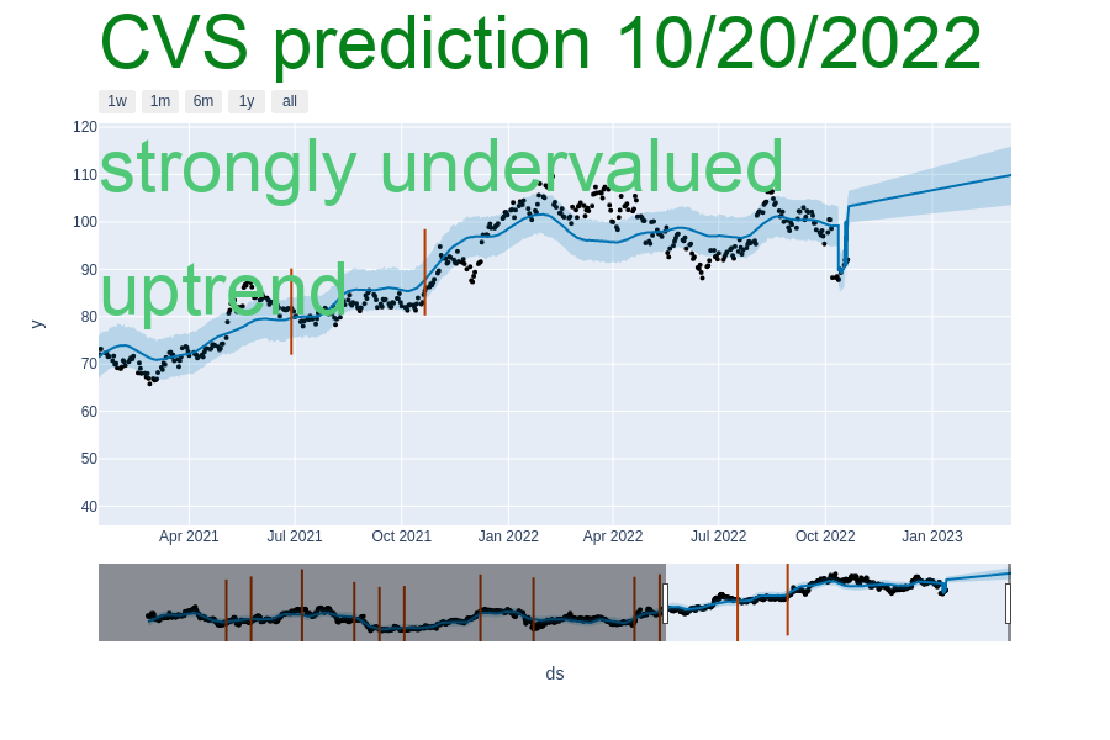 CVS prediction 10/20/2022
1w 1m 6m 1y all
120
strongly undervalued
110
100
90
uptrend
80
y
70
60
50
40
Apr 2021 Jul 2021 Oct 2021 Jan 2022 Apr 2022 Jul 2022 Oct 2022 Jan 2023
ds